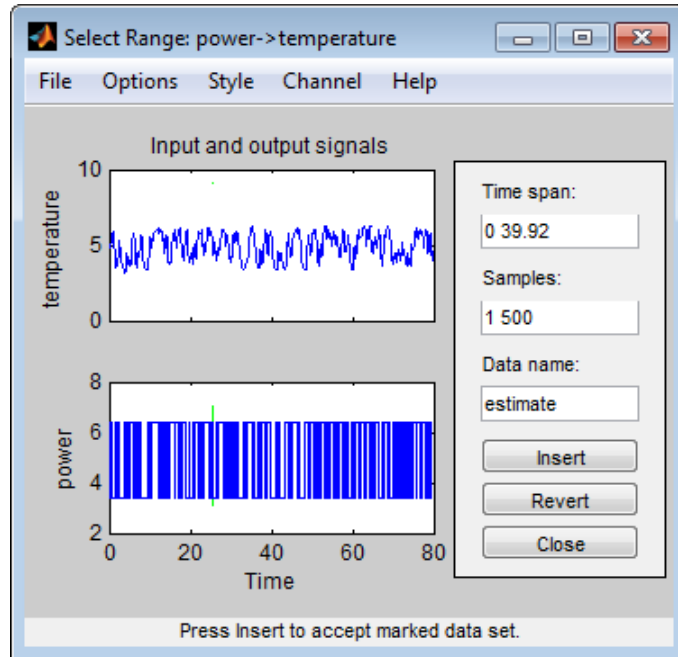 Select Range: power->temperature
File Options Style Channel Help
Input and output signals
10
5
0
temperature
8
6
4
2
power
0 20 40 60 80
Time
Time span:
0 39.92
Samples:
1 500
Data name:
estimate
Insert
Revert
Close
Press Insert to accept marked data set.